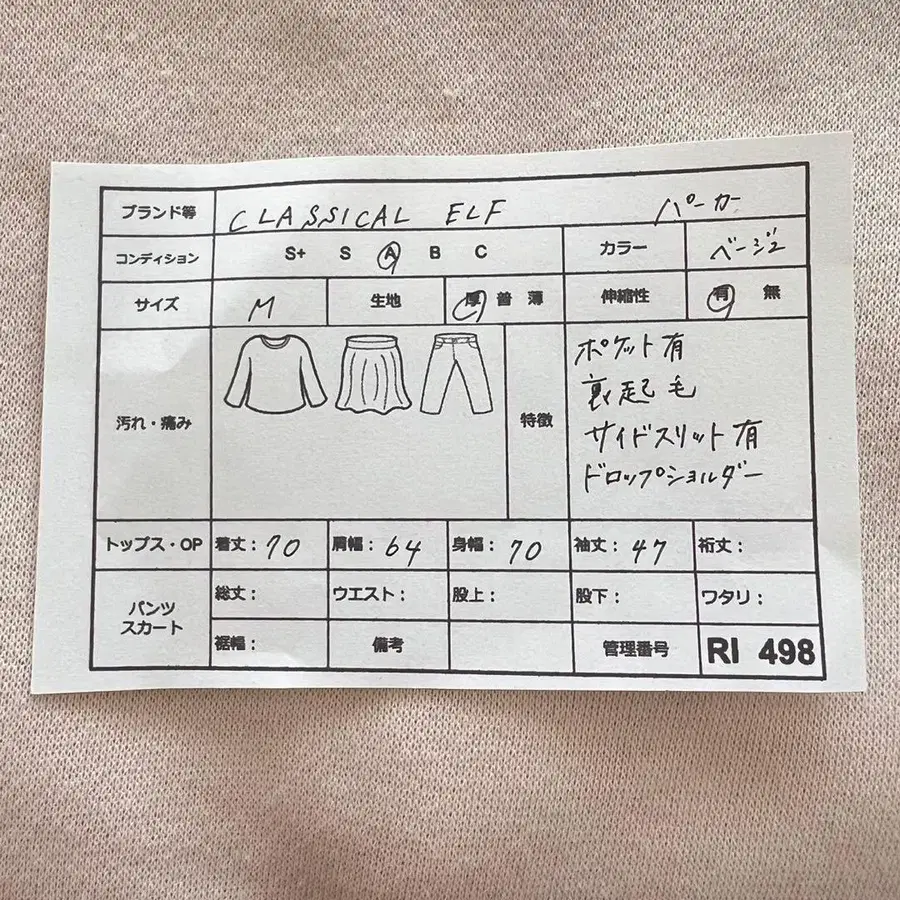 ブランド等 CLASSICAL ELF パーカー
コンディション S+ S A B C カラー ベージュ
サイズ M 生地 厚 普 薄 伸縮性 有 無
汚れ・痛み 特徴
ポケット有
裏起毛
サイドスリット有
ドロップショルダー
トップス・OP 着丈:70 肩幅:64 身幅:70 袖丈:47 裄丈:
パンツ
スカート
総丈: ウエスト: 股上: 股下: ワタリ:
裾幅: 備考 管理番号 RI 498